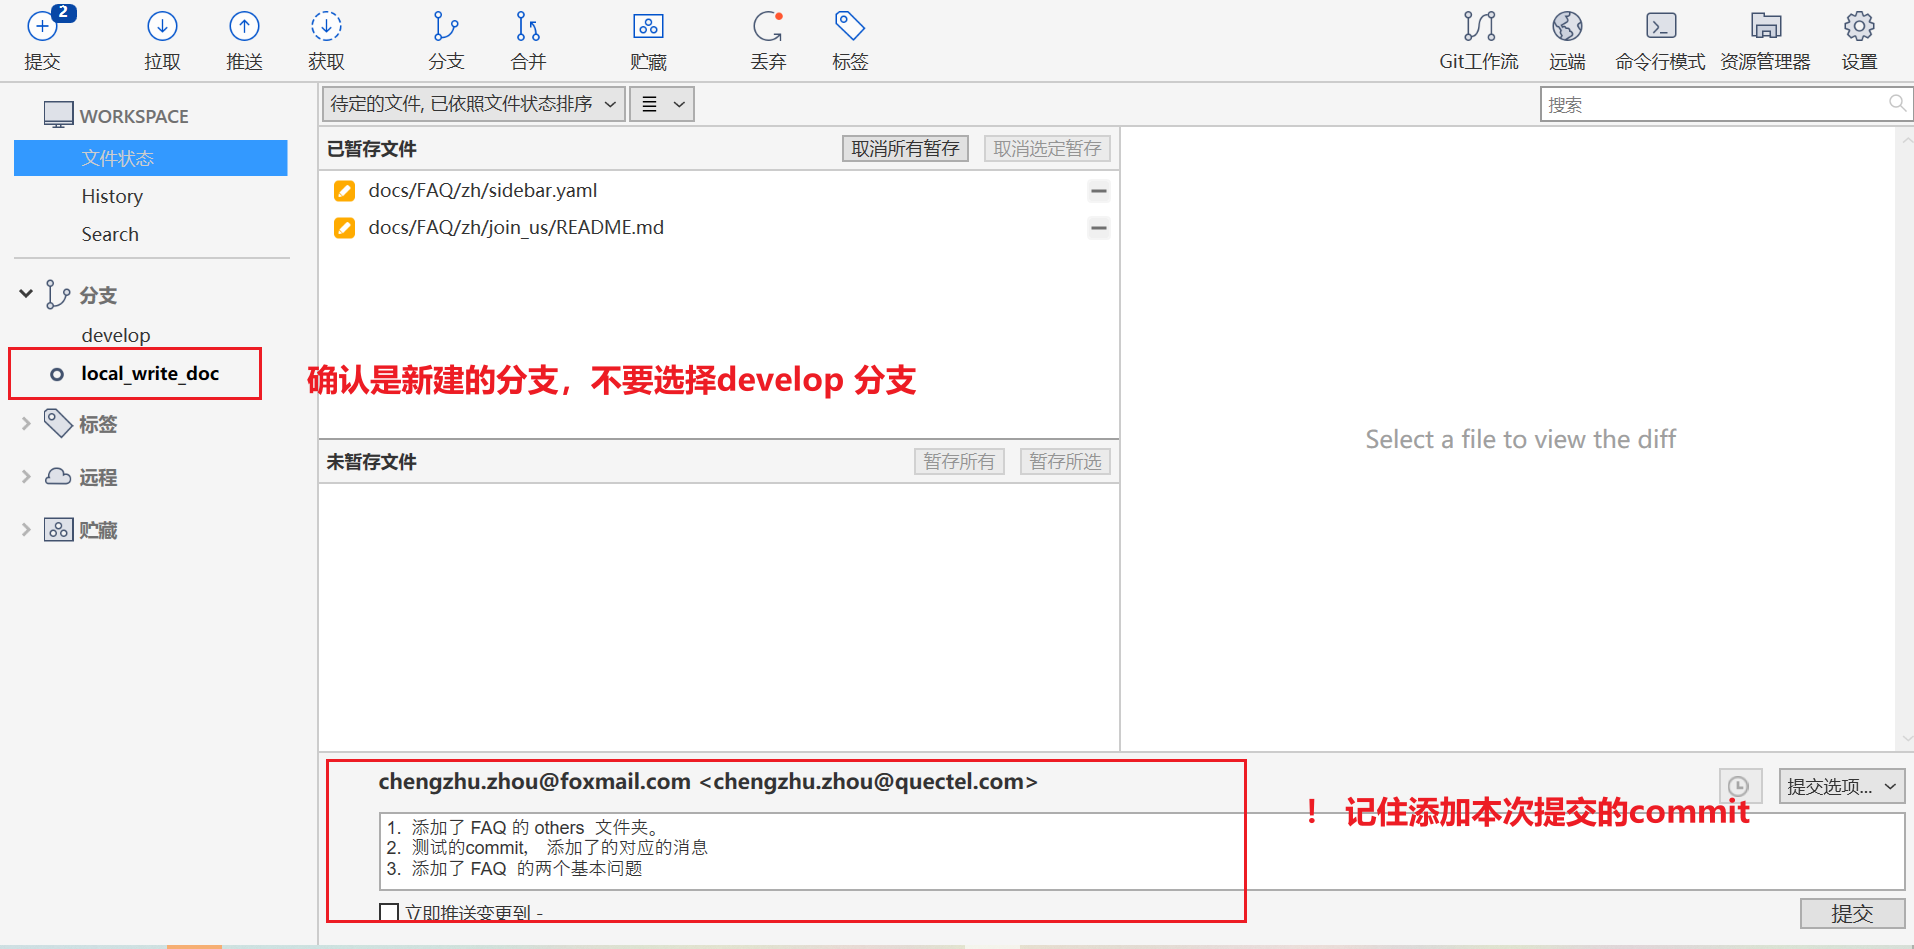 2
提交
拉取
推送
获取
分支
合并
贮藏
丢弃
标签
Git工作流
远端
命令行模式
资源管理器
设置
WORKSPACE
文件状态
History
Search
分支
develop
local_write_doc
标签
远程
贮藏
待定的文件, 已依照文件状态排序
搜索
已暂存文件
取消所有暂存
取消选定暂存
docs/FAQ/zh/sidebar.yaml
docs/FAQ/zh/join_us/README.md
确认是新建的分支，不要选择develop 分支
未暂存文件
暂存所有
暂存所选
Select a file to view the diff
chengzhu.zhou@foxmail.com <chengzhu.zhou@quectel.com>
提交选项...
！ 记住添加本次提交的commit
1. 添加了 FAQ 的 others 文件夹。
2. 测试的commit， 添加了的对应的消息
3. 添加了 FAQ 的两个基本问题
立即推送变更到 -
提交